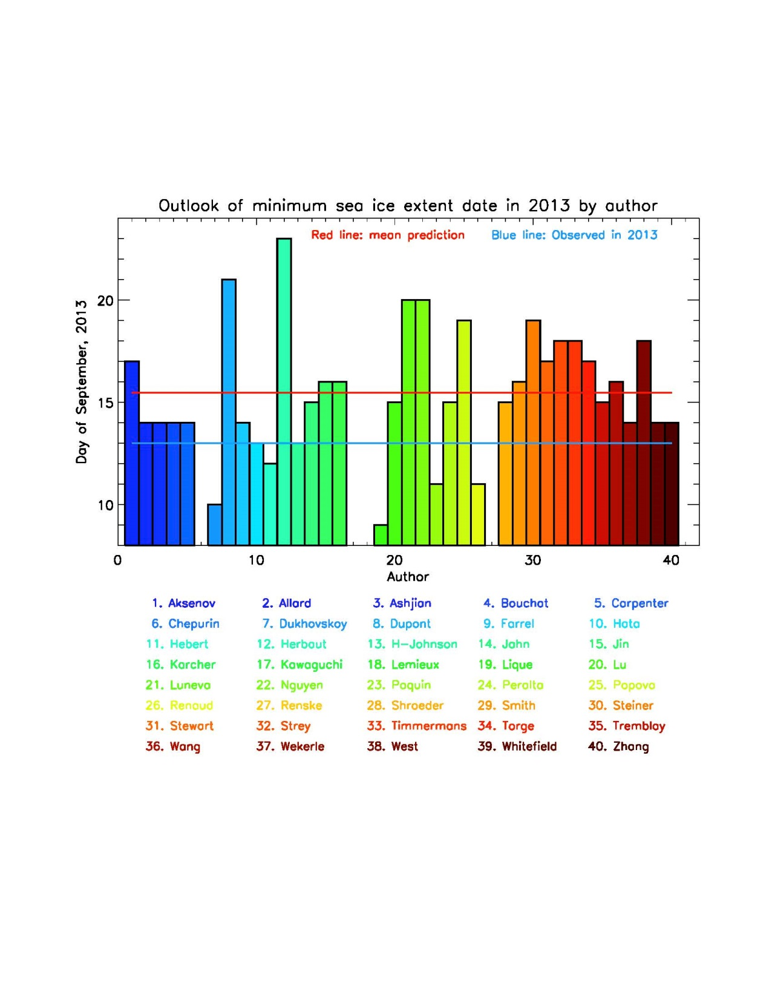 Outlook of minimum sea ice extent date in 2013 by author
Red line: mean prediction Blue line: Observed in 2013
20
15
10
Day of September, 2013
0 10 20 30 40
Author
1. Aksenov 2. Allard 3. Ashjian 4. Bouchat 5. Carpenter
6. Chepurin 7. Dukhovskoy 8. Dupont 9. Farrel 10. Hata
11. Hebert 12. Herbaut 13. H-Johnson 14. Jahn 15. Jin
16. Karcher 17. Kawaguchi 18. Lemieux 19. Lique 20. Lu
21. Luneva 22. Nguyen 23. Paquin 24. Peralta 25. Popova
26. Renaud 27. Renske 28. Shroeder 29. Smith 30. Steiner
31. Stewart 32. Strey 33. Timmermans 34. Torge 35. Tremblay
36. Wang 37. Wekerle 38. West 39. Whitefield 40. Zhang